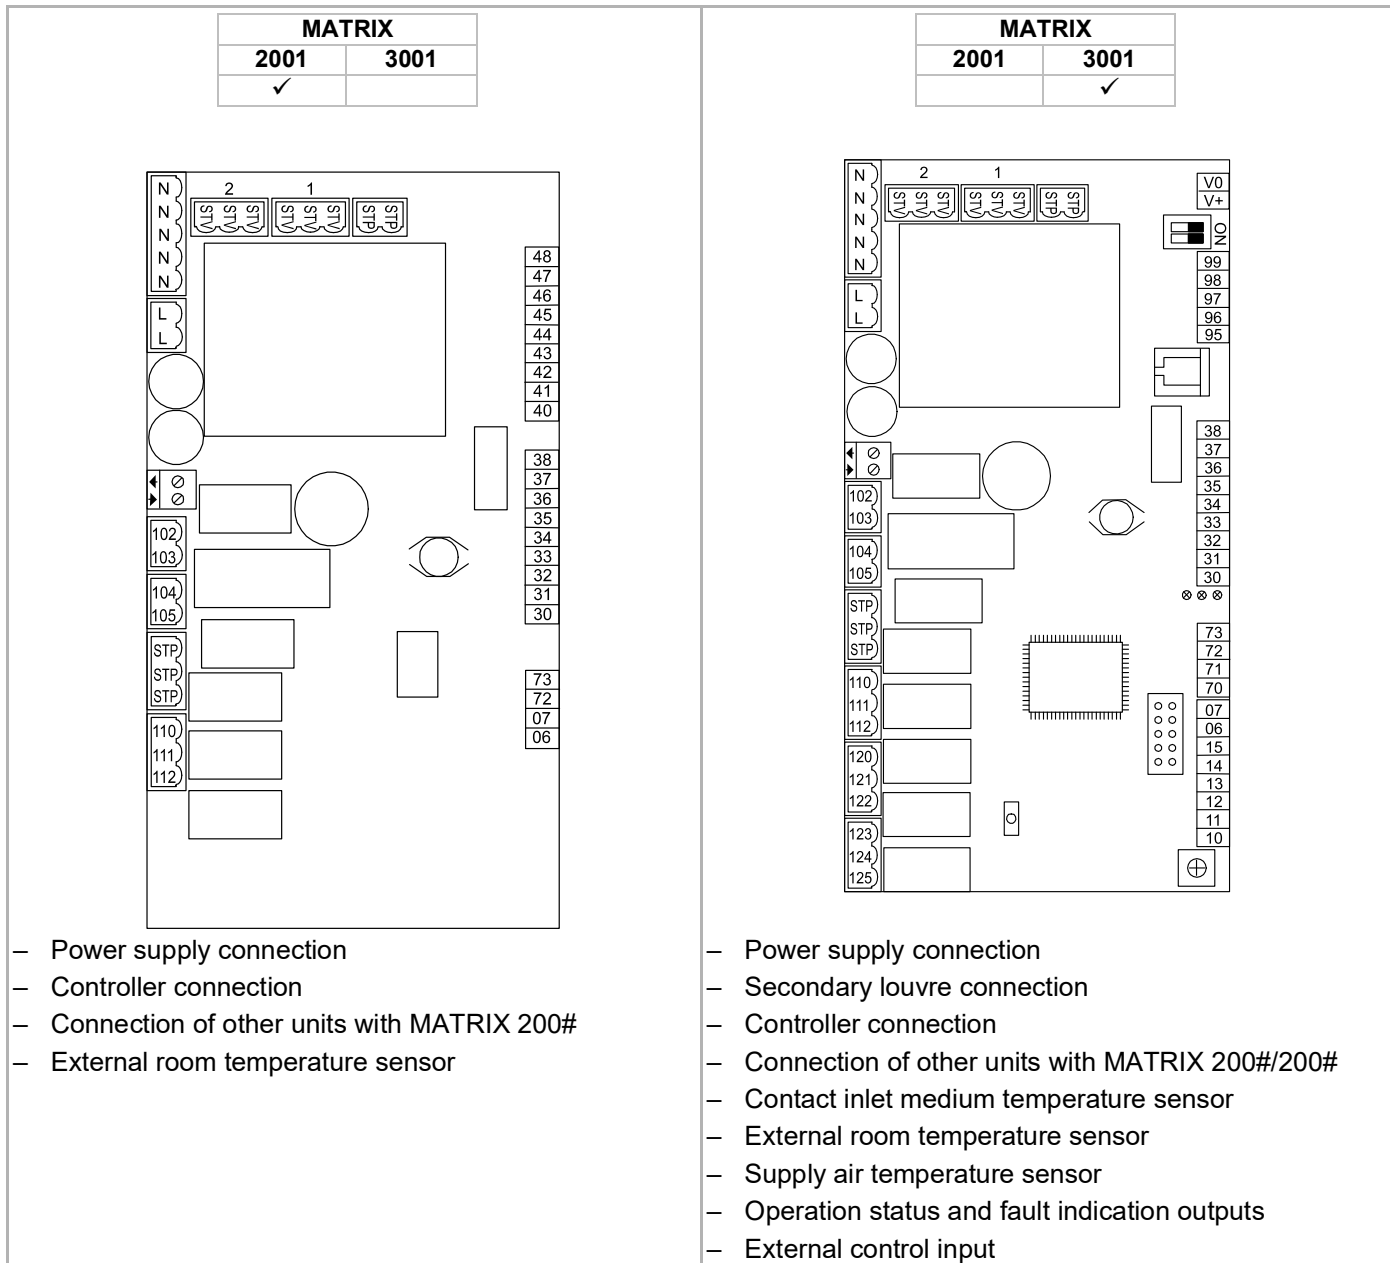 MATRIX
2001 3001
✓
N
N
N
N
N
2 1
STV STV STV STV STV STV STP STP
L
L
48
47
46
45
44
43
42
41
40
38
37
36
35
34
33
32
31
30
102
103
104
105
STP
STP
STP
110
111
112
73
72
07
06
– Power supply connection
– Controller connection
– Connection of other units with MATRIX 200#
– External room temperature sensor
MATRIX
2001 3001
✓
N
N
N
N
N
2 1
STV STV STV STV STV STV STP STP
V0
V+
ON
L
L
99
98
97
96
95
38
37
36
35
34
33
32
31
30
102
103
104
105
STP
STP
STP
110
111
112
120
121
122
123
124
125
73
72
71
70
07
06
15
14
13
12
11
10
– Power supply connection
– Secondary louvre connection
– Controller connection
– Connection of other units with MATRIX 200#/200#
– Contact inlet medium temperature sensor
– External room temperature sensor
– Supply air temperature sensor
– Operation status and fault indication outputs
– External control input